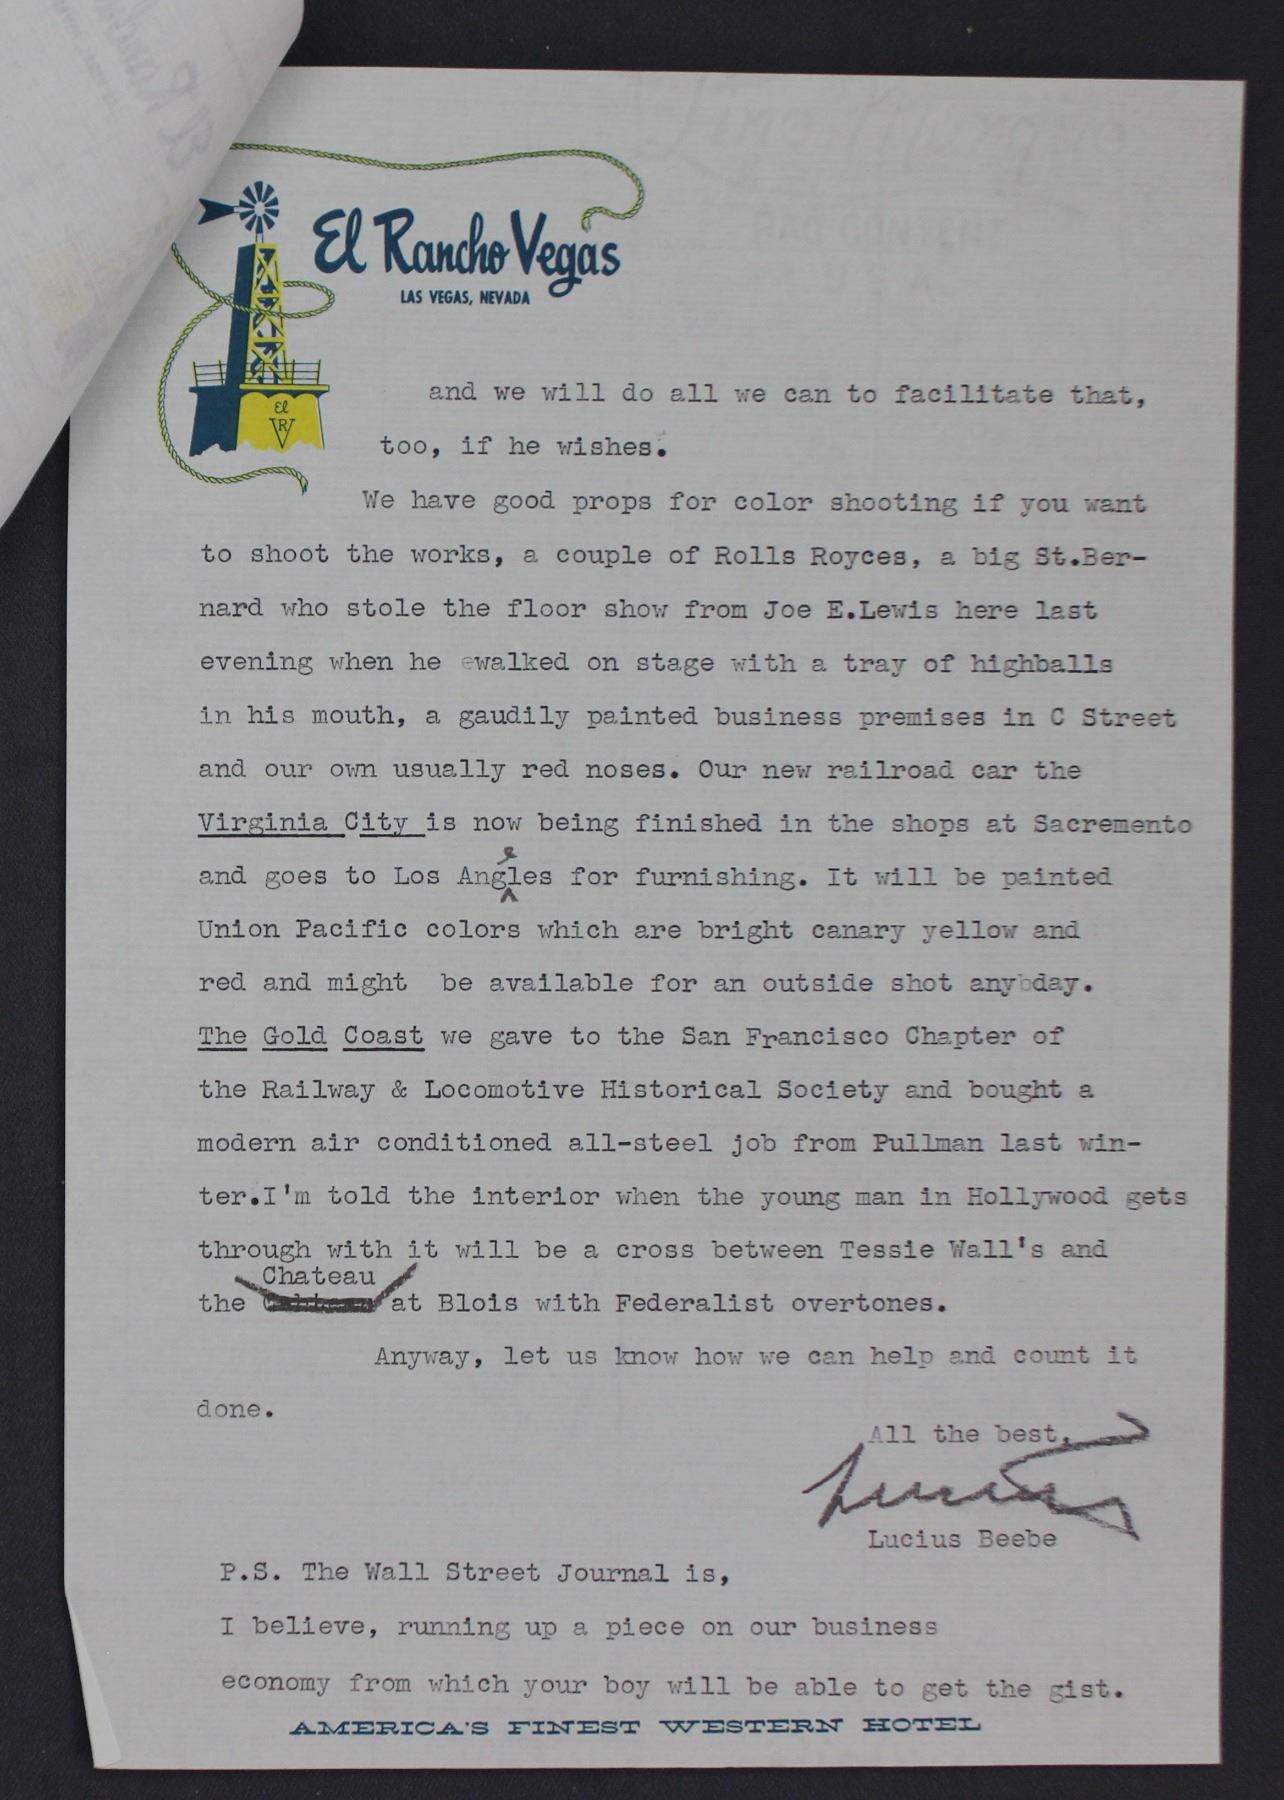 El Rancho Vegas
LAS VEGAS, NEVADA
El
RV
and we will do all we can to facilitate that,
too, if he wishes.
We have good props for color shooting if you want
to shoot the works, a couple of Rolls Royces, a big St.Ber-
nard who stole the floor show from Joe E.Lewis here last
evening when he walked on stage with a tray of highballs
in his mouth, a gaudily painted business premises in C Street
and our own usually red noses. Our new railroad car the
Virginia City is now being finished in the shops at Sacremento
and goes to Los Angeles for furnishing. It will be painted
Union Pacific colors which are bright canary yellow and
red and might be available for an outside shot any day.
The Gold Coast we gave to the San Francisco Chapter of
the Railway & Locomotive Historical Society and bought a
modern air conditioned all-steel job from Pullman last win-
ter.I'm told the interior when the young man in Hollywood gets
through with it will be a cross between Tessie Wall's and
the Chateau at Blois with Federalist overtones.
Anyway, let us know how we can help and count it
done.
All the best,
Lucius
Lucius Beebe
P.S. The Wall Street Journal is,
I believe, running up a piece on our business
economy from which your boy will be able to get the gist.
AMERICA'S FINEST WESTERN HOTEL